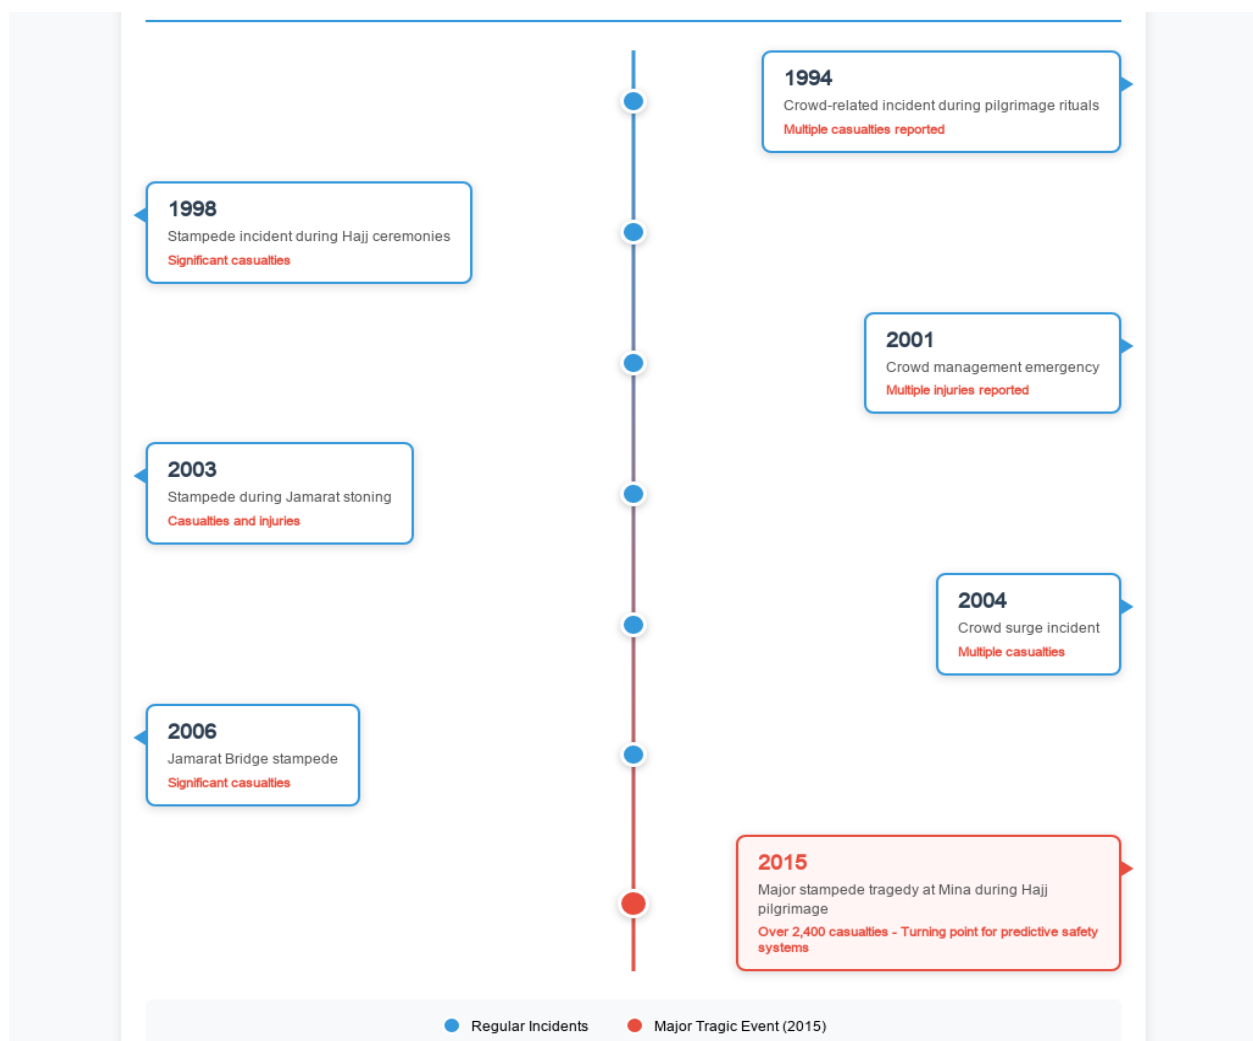 1994
Crowd-related incident during pilgrimage rituals
Multiple casualties reported
1998
Stampede incident during Hajj ceremonies
Significant casualties
2001
Crowd management emergency
Multiple injuries reported
2003
Stampede during Jamarat stoning
Casualties and injuries
2004
Crowd surge incident
Multiple casualties
2006
Jamarat Bridge stampede
Significant casualties
2015
Major stampede tragedy at Mina during Hajj
pilgrimage
Over 2,400 casualties - Turning point for predictive safety
systems
Regular Incidents
Major Tragic Event (2015)